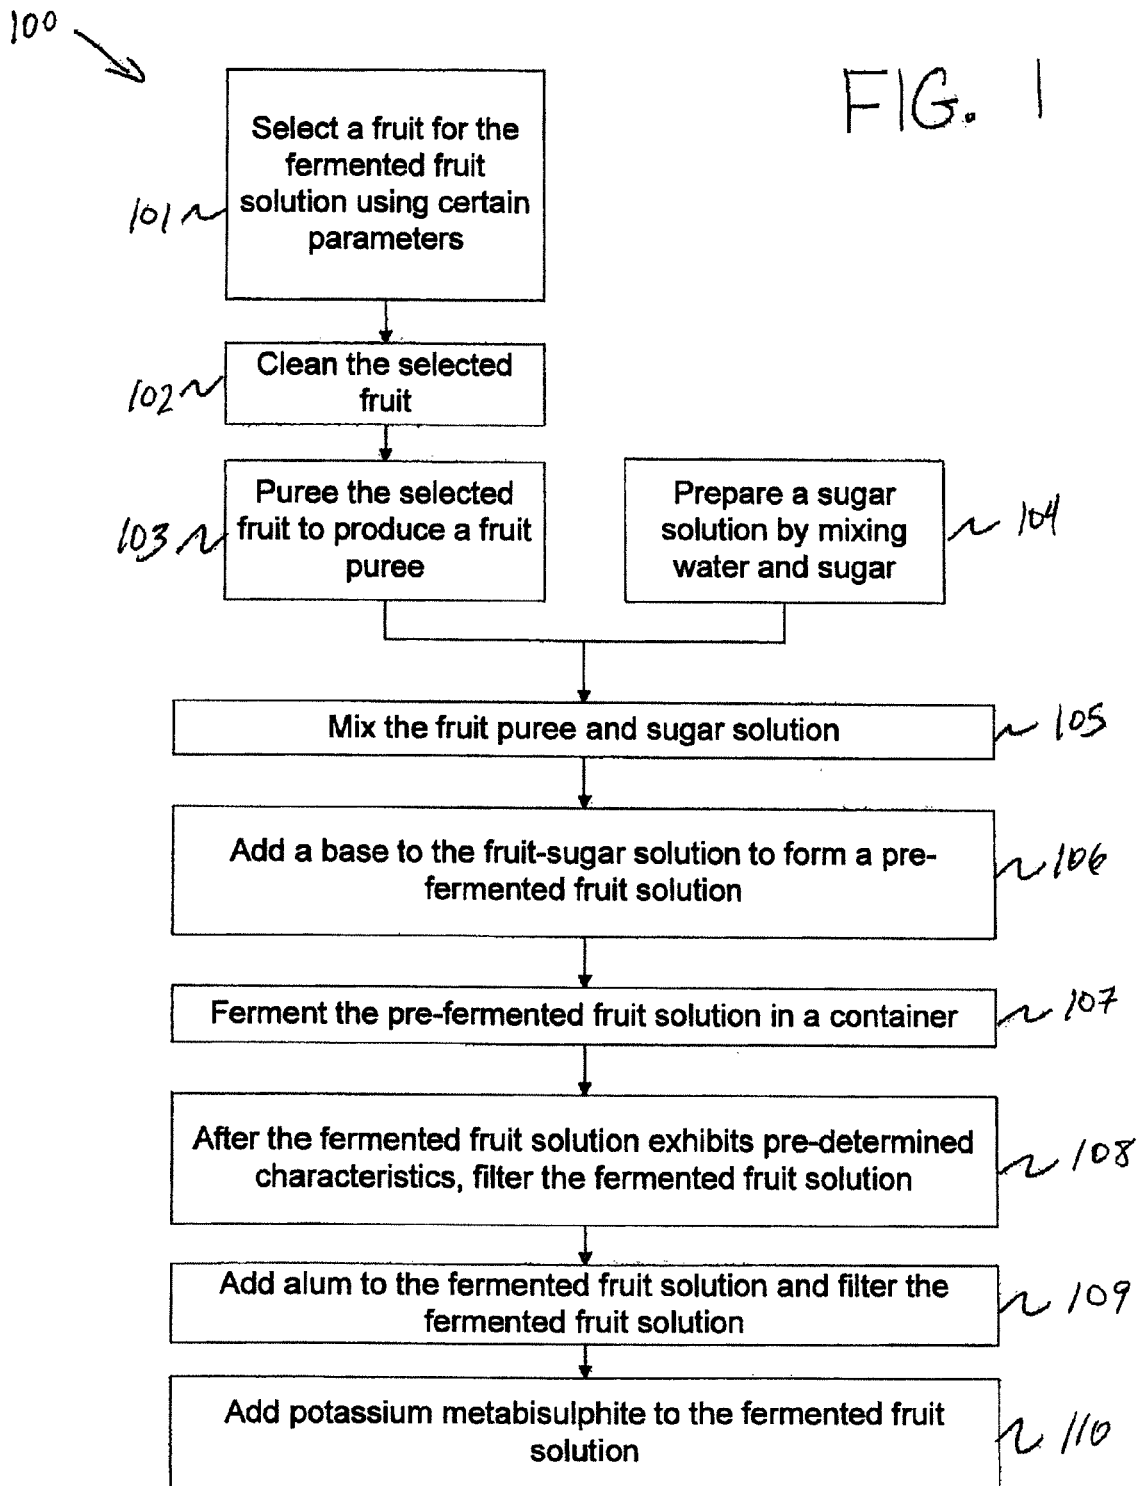 100
FIG. 1
Select a fruit for the
fermented fruit
solution using certain
parameters
101
Clean the selected
fruit
102
Puree the selected
fruit to produce a fruit
puree
103
Prepare a sugar
solution by mixing
water and sugar
104
Mix the fruit puree and sugar solution
105
Add a base to the fruit-sugar solution to form a pre-
fermented fruit solution
106
Ferment the pre-fermented fruit solution in a container
107
After the fermented fruit solution exhibits pre-determined
characteristics, filter the fermented fruit solution
108
Add alum to the fermented fruit solution and filter the
fermented fruit solution
109
Add potassium metabisulphite to the fermented fruit
solution
110